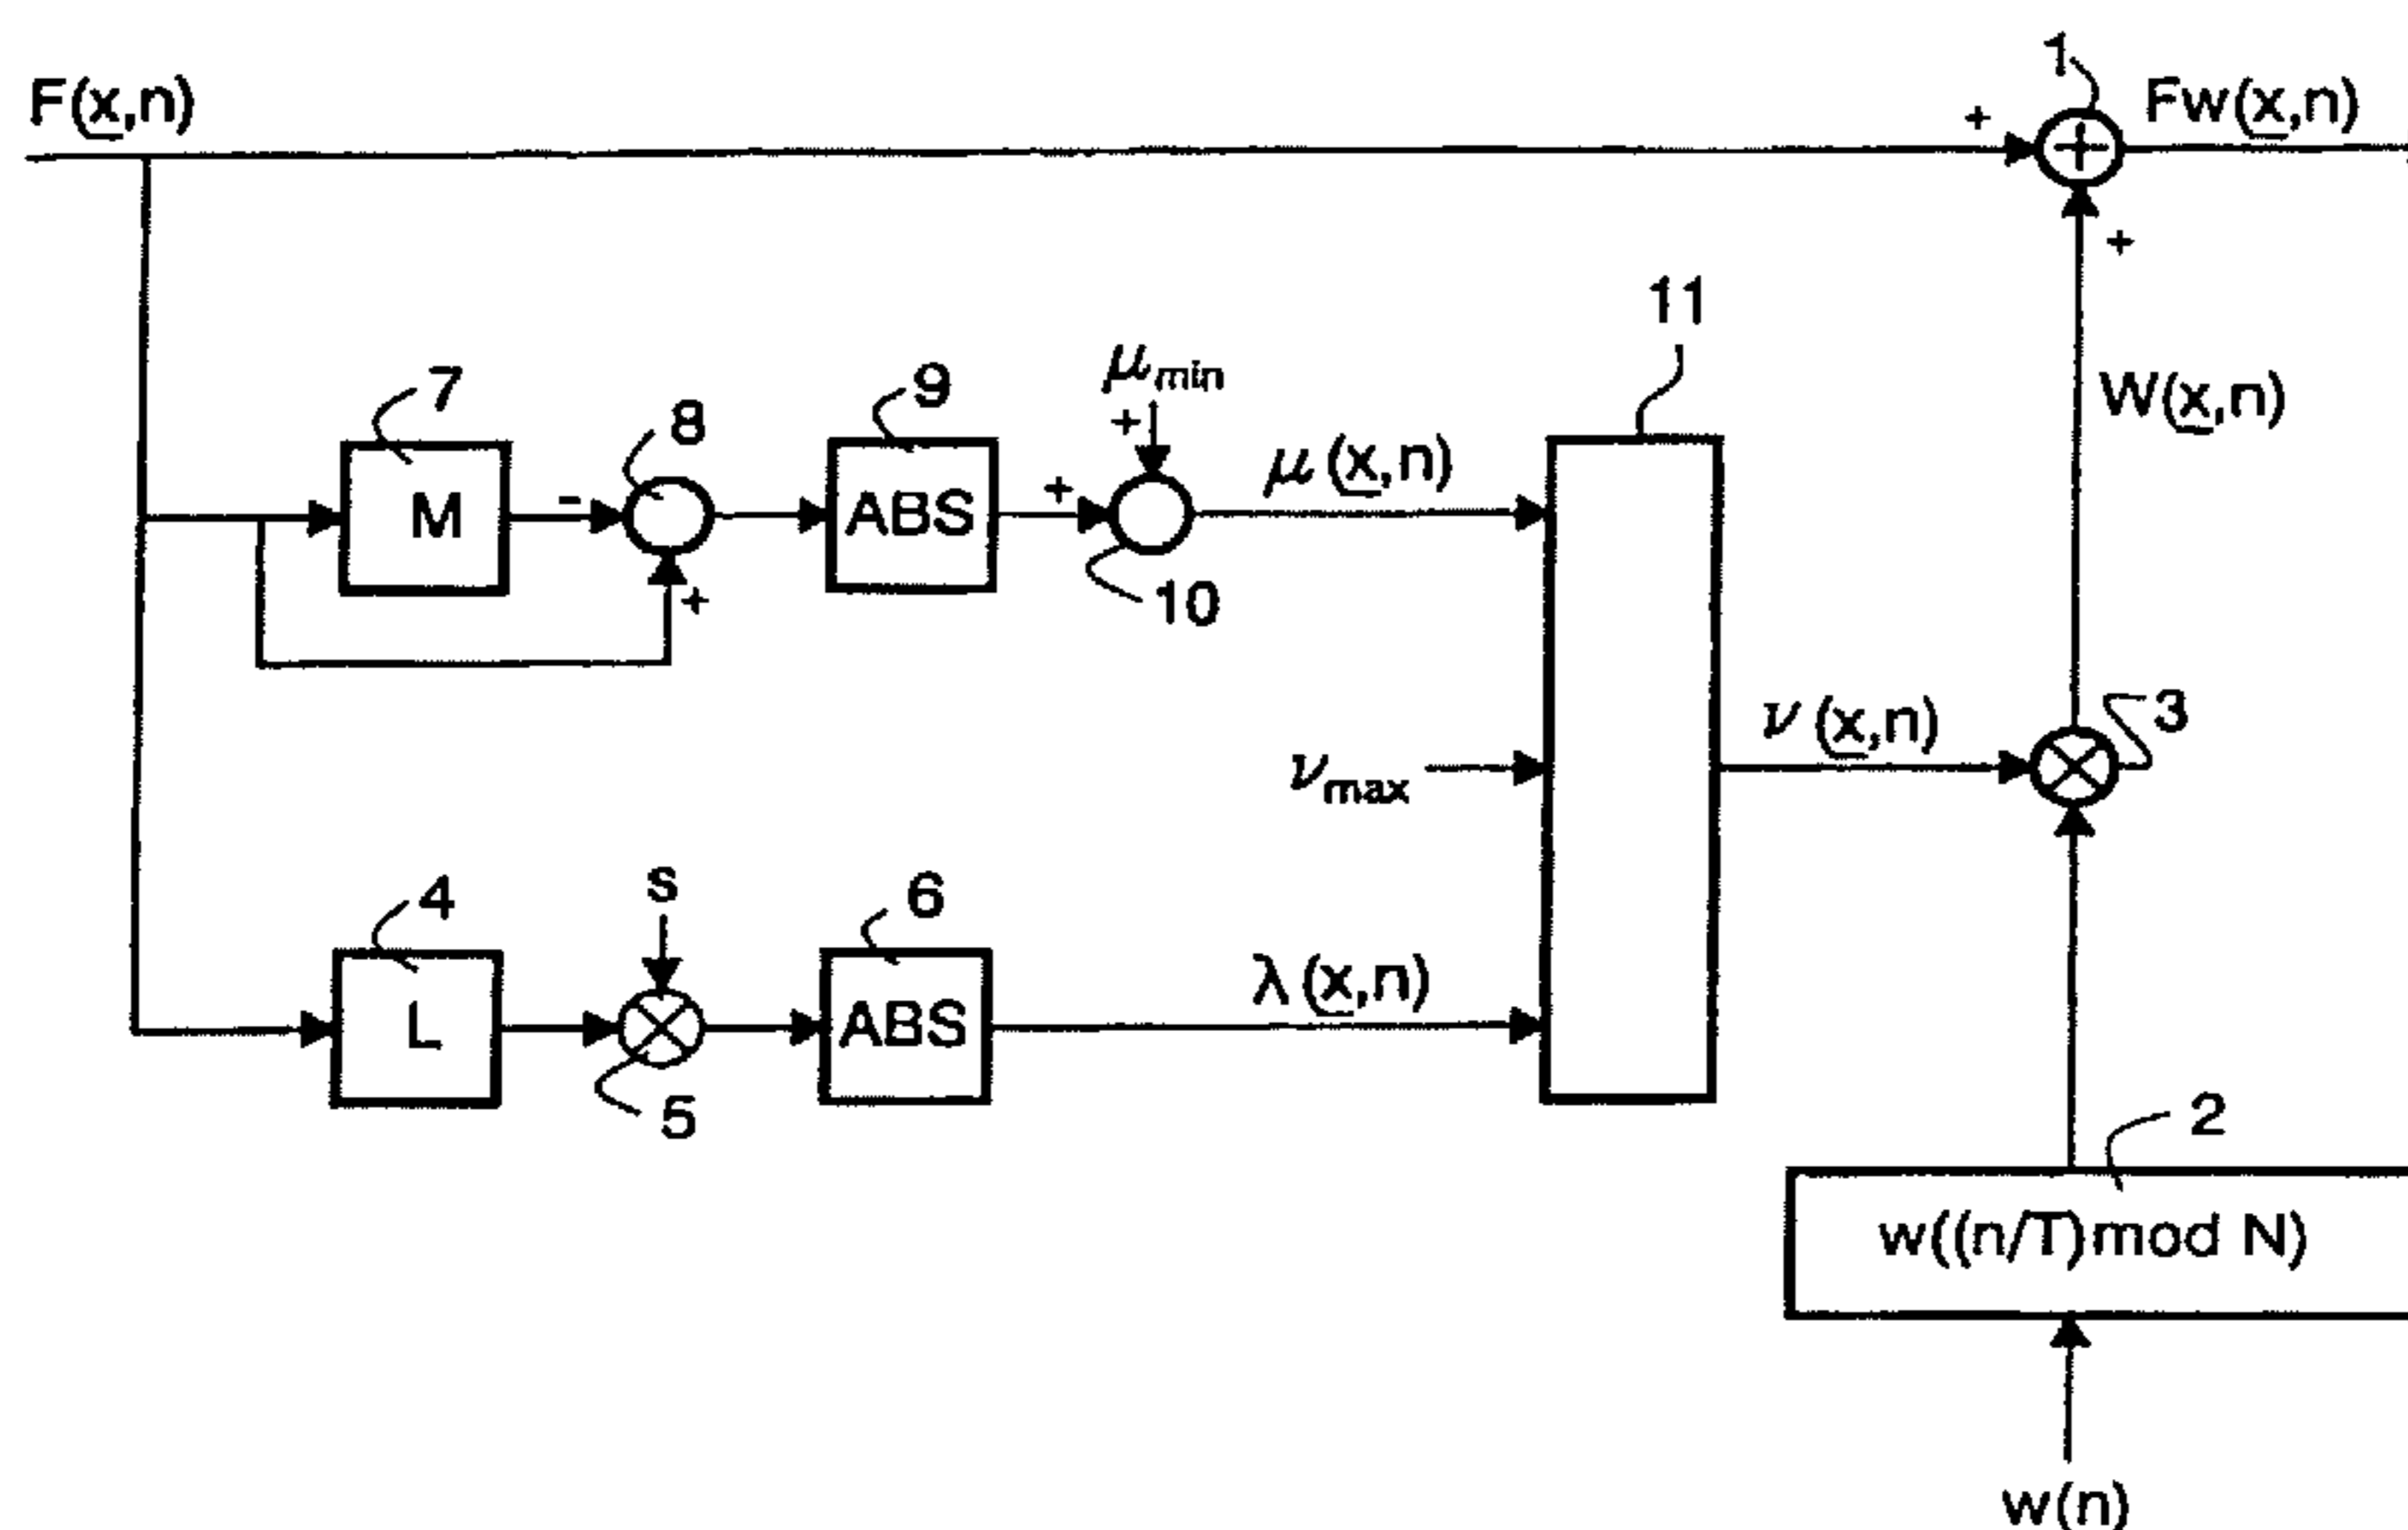 1
F(x,n)
+
Fw(x,n)
+
11
7
8
9
μmin
+
W(x,n)
M
-
+
ABS
+
μ(x,n)
10
νmax
ν(x,n)
3
4
s
6
L
5
ABS
λ(x,n)
2
w((n/T)mod N)
w(n)